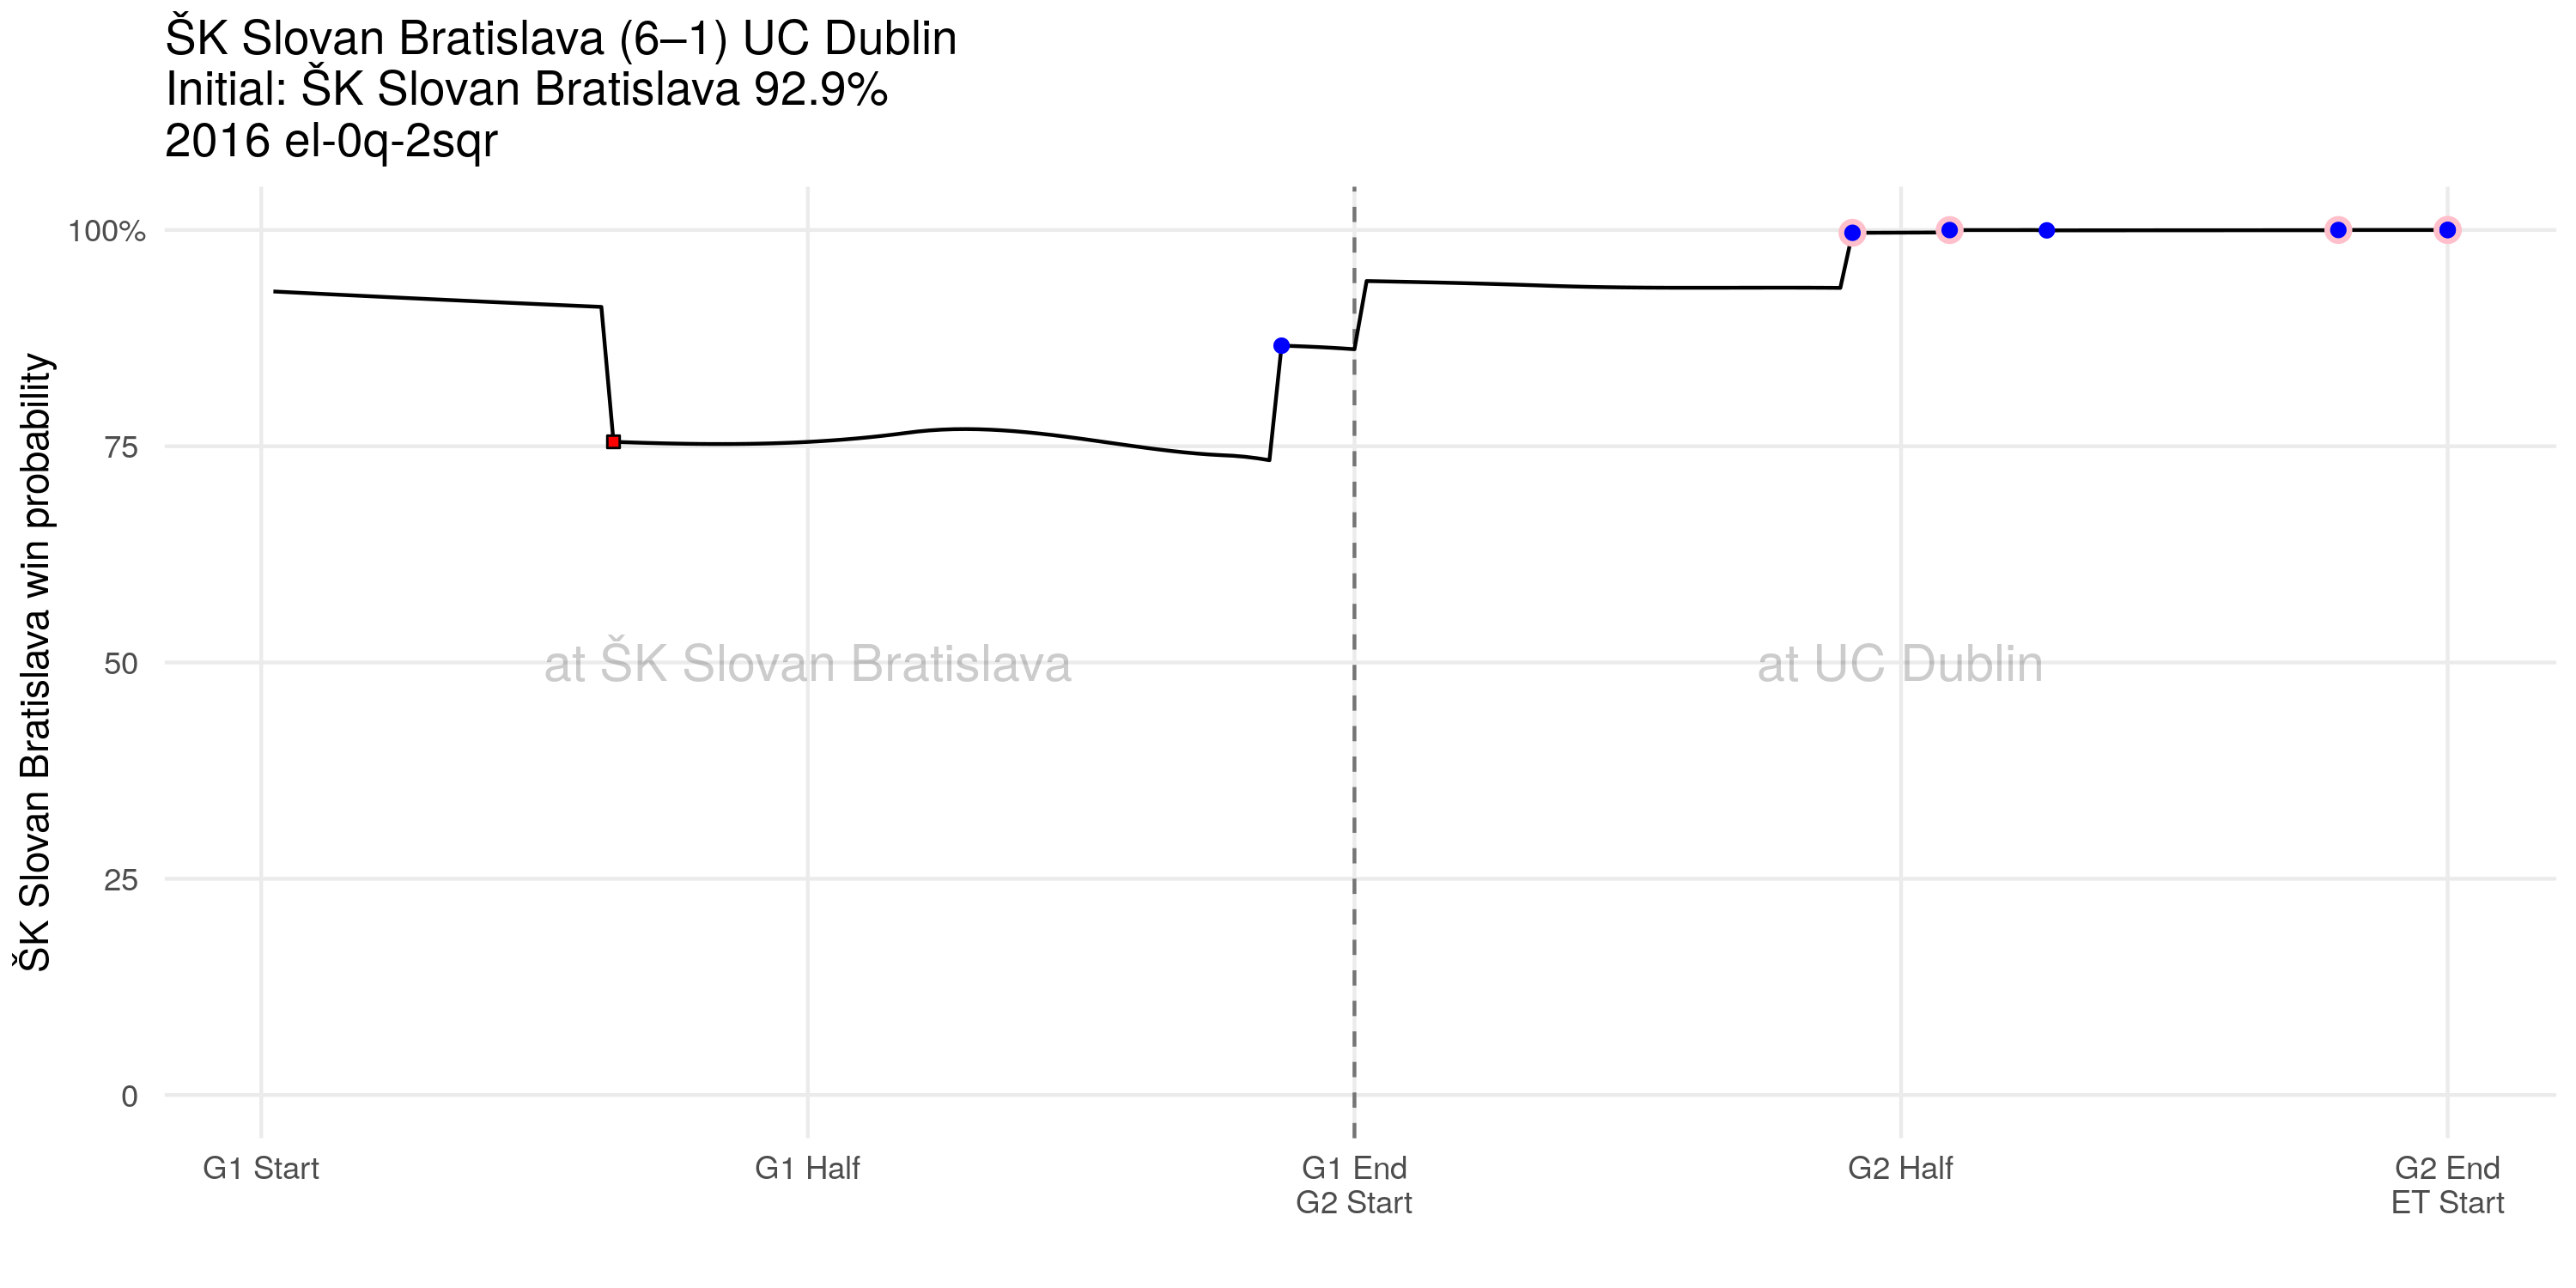 ŠK Slovan Bratislava (6–1) UC Dublin
Initial: ŠK Slovan Bratislava 92.9%
2016 el-0q-2sqr
ŠK Slovan Bratislava win probability
100%
75
50
25
0
at ŠK Slovan Bratislava
at UC Dublin
G1 Start
G1 Half
G1 End
G2 Start
G2 Half
G2 End
ET Start